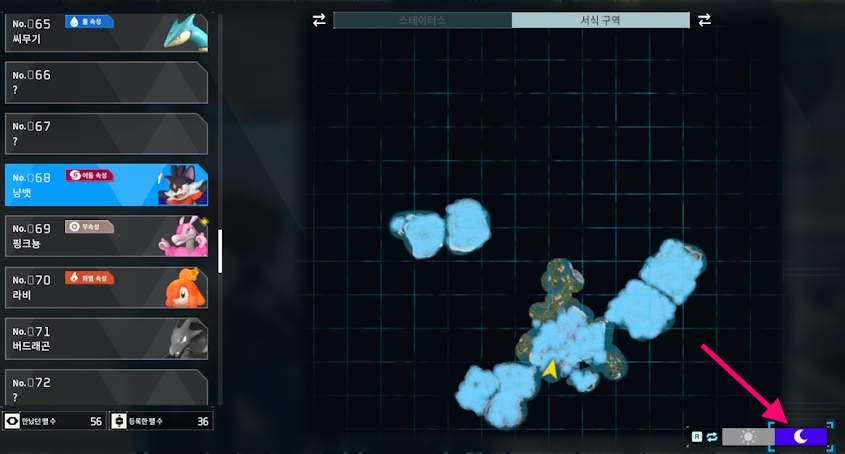 스테이터스
서식 구역
No. 065
물 속성
씨무기
No. 066
?
No. 067
?
No. 068
어둠 속성
냥뱃
No. 069
무속성
핑크뇽
No. 070
화염 속성
라비
No. 071
버드래곤
No. 072
?
만났던 팰 수 56
등록한 팰 수 36
R